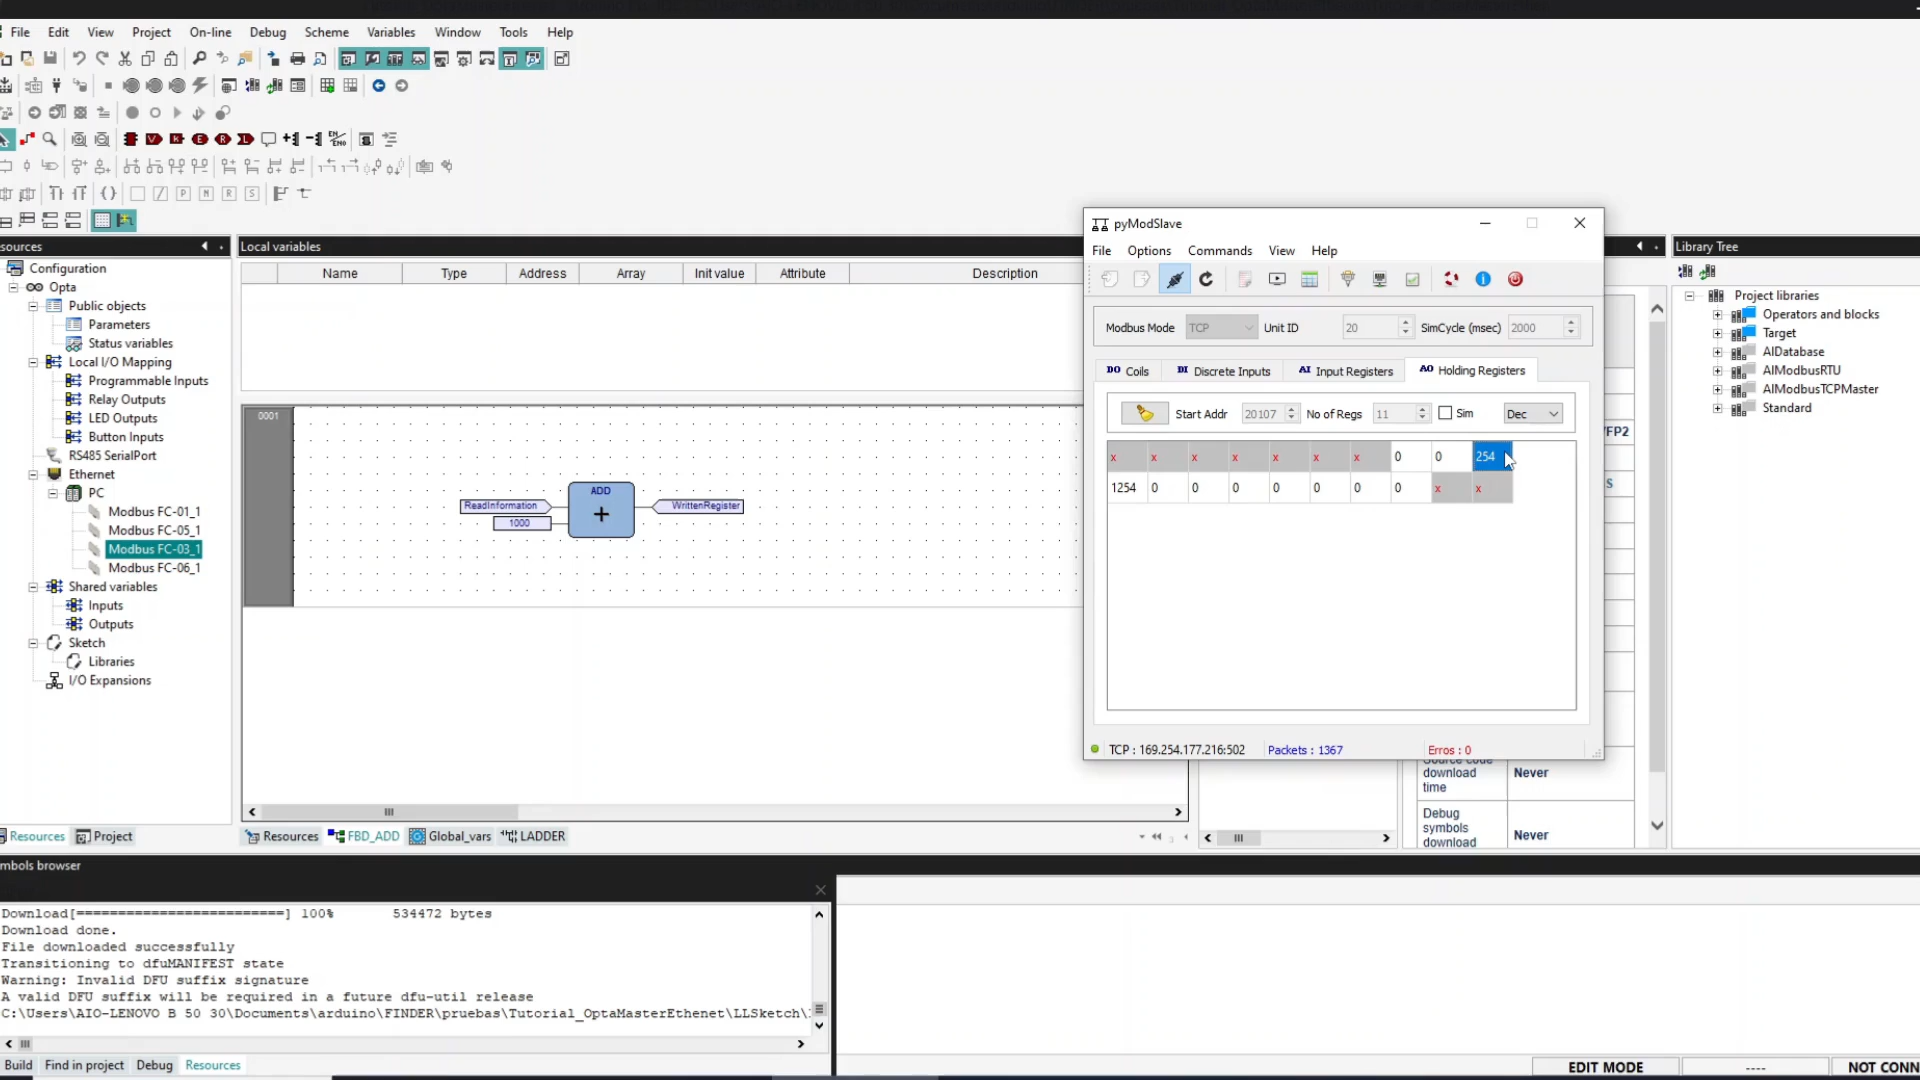 File Edit View Project On-line Debug Scheme Variables Window Tools Help
sources
Configuration
Opta
Public objects
Parameters
Status variables
Local I/O Mapping
Programmable Inputs
Relay Outputs
LED Outputs
Button Inputs
RS485 SerialPort
Ethernet
PC
Modbus FC-01_1
Modbus FC-05_1
Modbus FC-03_1
Modbus FC-06_1
Shared variables
Inputs
Outputs
Sketch
Libraries
I/O Expansions
Resources Project
Local variables
Name Type Address Array Init value Attribute Description
0001
ADD
ReadInformation
WrittenRegister
1000
+
Resources FBD_ADD Global_vars LADDER
pyModSlave
File Options Commands View Help
Modbus Mode TCP Unit ID 20 SimCycle (msec) 2000
DO Coils DI Discrete Inputs AI Input Registers AO Holding Registers
Start Addr 20107 No of Regs 11 Sim Dec
x x x x x x x 0 0 254
1254 0 0 0 0 0 0 0 x x
TCP : 169.254.177.216:502 Packets : 1367 Erros : 0
/FP2
S
download
time
Never
Debug
symbols
download
Never
Library Tree
Project libraries
Operators and blocks
Target
AlDatabase
AlModbusRTU
AlModbusTCPMaster
Standard
mbols browser
Download[=========================] 100% 534472 bytes
Download done.
File downloaded successfully
Transitioning to dfuMANIFEST state
Warning: Invalid DFU suffix signature
A valid DFU suffix will be required in a future dfu-util release
C:\Users\AIO-LENOVO B 50 30\Documents\arduino\FINDER\pruebas\Tutorial_OptaMasterEthenet\LLSketch\
Build Find in project Debug Resources
EDIT MODE ---- NOT CONN